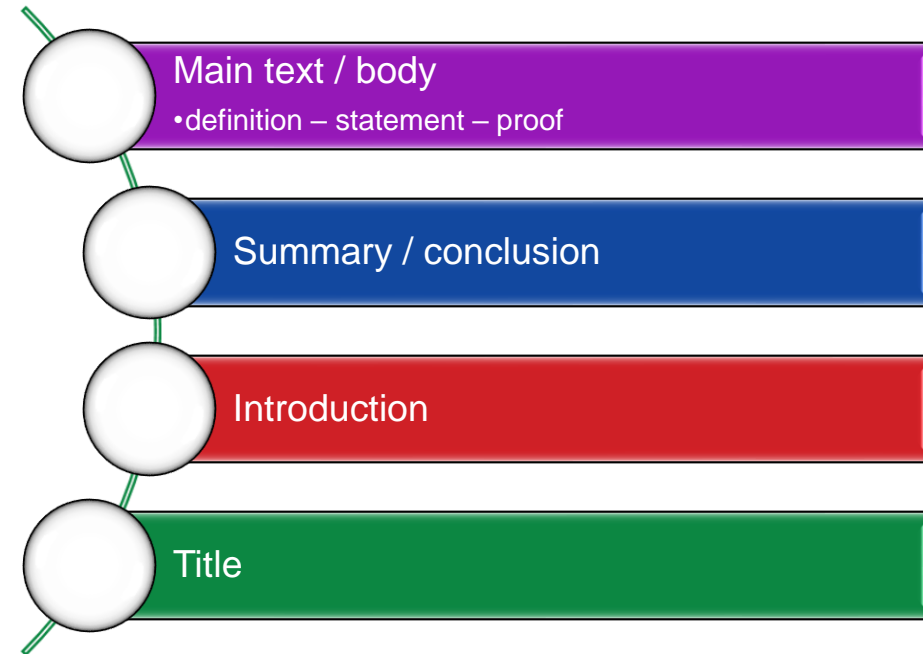 Main text / body
•definition – statement – proof
Summary / conclusion
Introduction
Title